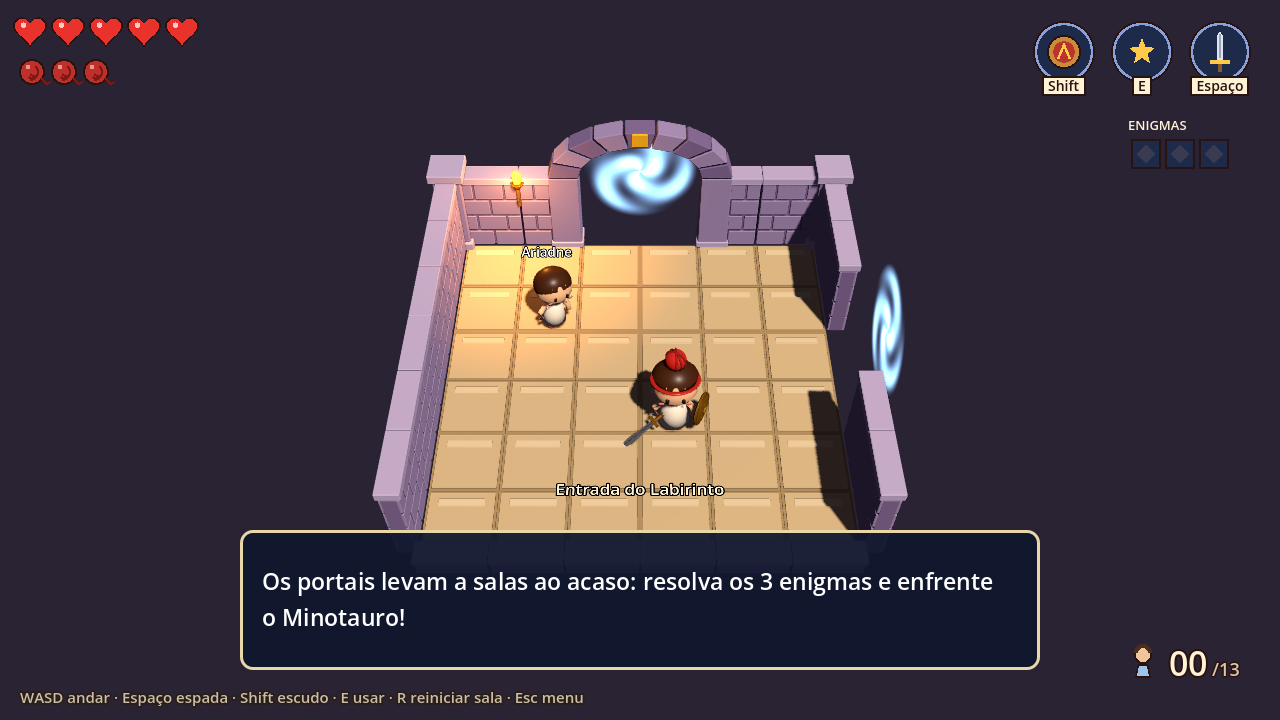 Shift
E
Espaço
ENIGMAS
Ariadne
Entrada do Labirinto
Os portais levam a salas ao acaso: resolva os 3 enigmas e enfrente
o Minotauro!
00 /13
WASD andar · Espaço espada · Shift escudo · E usar · R reiniciar sala · Esc menu